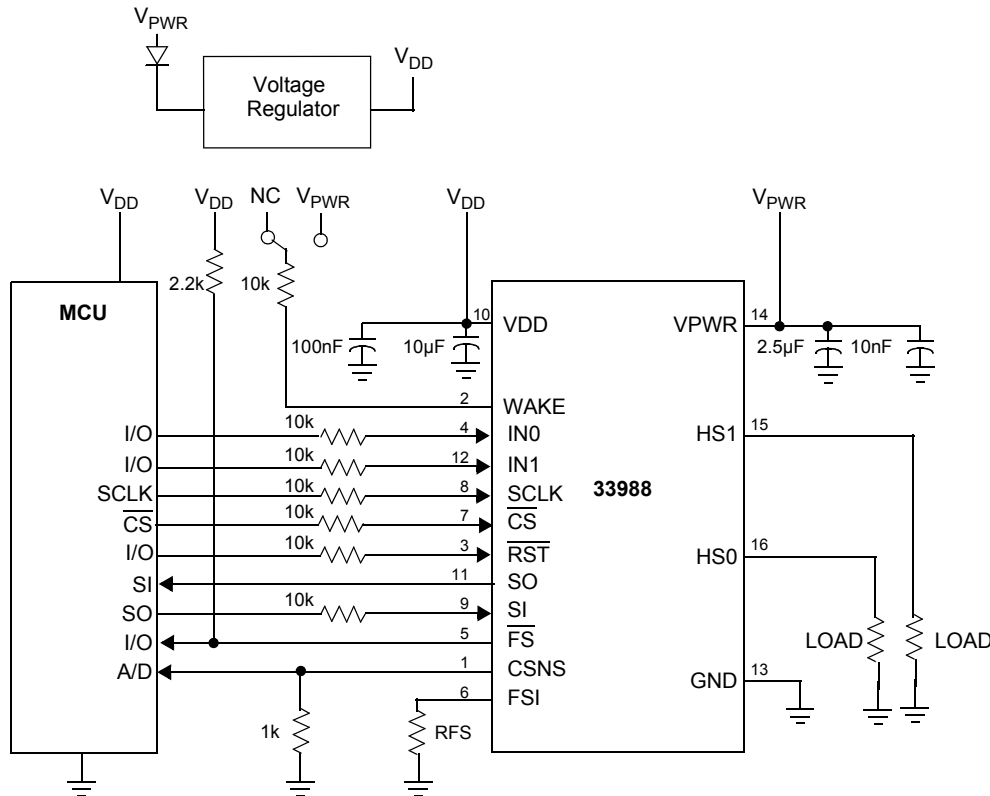 VPWR
Voltage
Regulator
VDD
VDD
VDD
NC
VPWR
VDD
VPWR
2.2k
10k
MCU
100nF
10µF
10
VDD
VPWR
14
2.5µF
10nF
2
WAKE
I/O
10k
4
IN0
HS1
15
I/O
10k
12
IN1
SCLK
10k
8
SCLK
33988
CS
10k
7
CS
I/O
10k
3
RST
HS0
16
SI
11
SO
SO
10k
9
SI
I/O
5
FS
LOAD
LOAD
A/D
1
CSNS
GND
13
6
FSI
1k
RFS